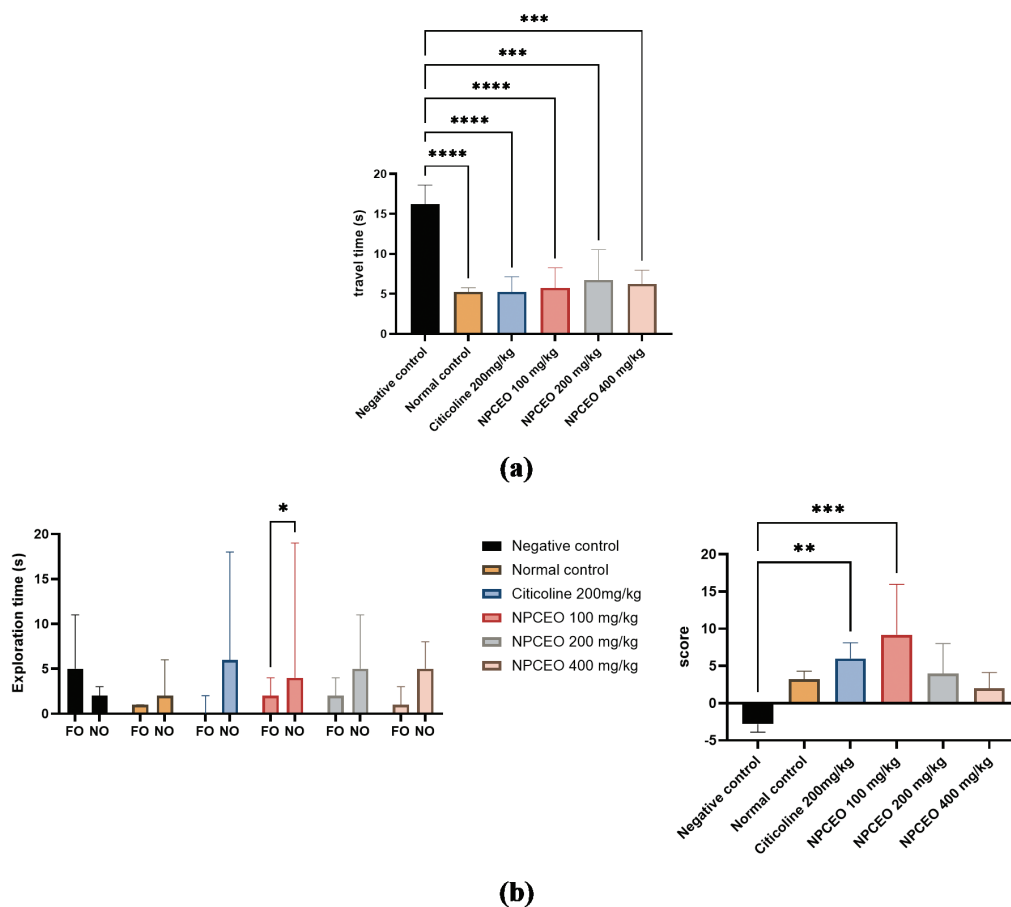 ***
***
****
****
****
20
15
10
5
0
travel time (s)
Negative control
Normal control
Citicoline 200mg/kg
NPCEO 100 mg/kg
NPCEO 200 mg/kg
NPCEO 400 mg/kg
(a)
*
20
15
10
5
0
Exploration time (s)
FO NO FO NO FO NO FO NO FO NO FO NO
Negative control
Normal control
Citicoline 200mg/kg
NPCEO 100 mg/kg
NPCEO 200 mg/kg
NPCEO 400 mg/kg
***
**
20
15
10
5
0
-5
score
Negative control
Normal control
Citicoline 200mg/kg
NPCEO 100 mg/kg
NPCEO 200 mg/kg
NPCEO 400 mg/kg
(b)